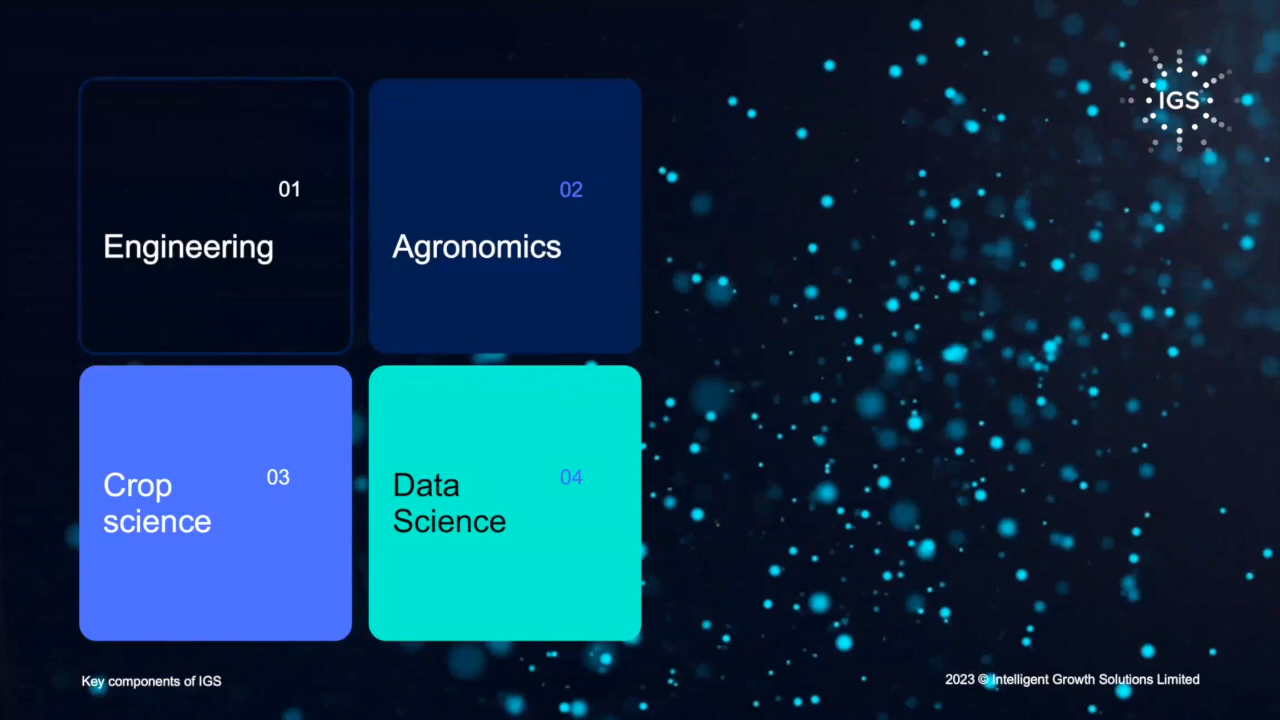 IGS
01
Engineering
02
Agronomics
03
Crop
science
04
Data
Science
Key components of IGS
2023 © Intelligent Growth Solutions Limited